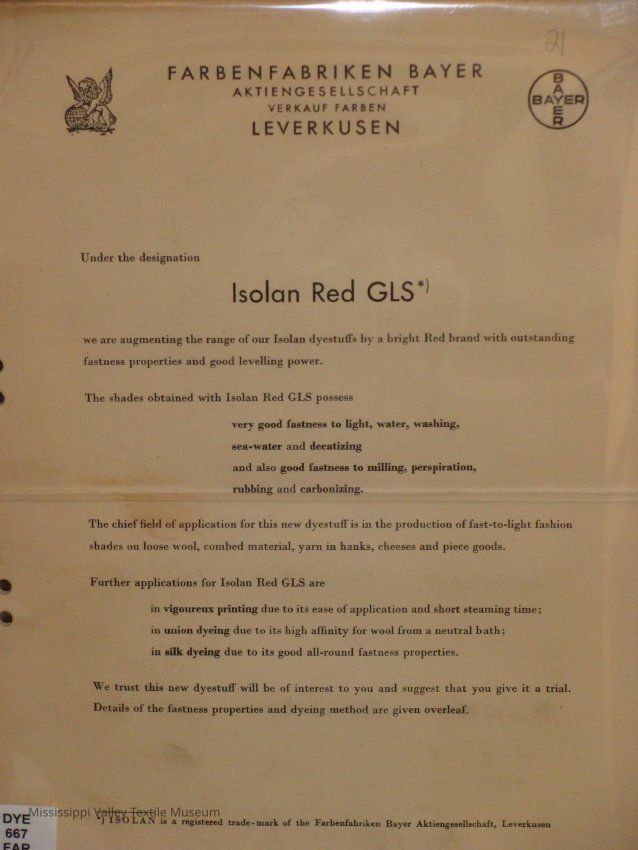 21
FARBENFABRIKEN BAYER
AKTIENGESELLSCHAFT
VERKAUF FARBEN
LEVERKUSEN
BAYER
BAYER
Under the designation
Isolan Red GLS*)
we are augmenting the range of our Isolan dyestuffs by a bright Red brand with outstanding
fastness properties and good levelling power.
The shades obtained with Isolan Red GLS possess
very good fastness to light, water, washing,
sea-water and decatizing
and also good fastness to milling, perspiration,
rubbing and carbonizing.
The chief field of application for this new dyestuff is in the production of fast-to-light fashion
shades on loose wool, combed material, yarn in hanks, cheeses and piece goods.
Further applications for Isolan Red GLS are
in vigoureux printing due to its ease of application and short steaming time;
in union dyeing due to its high affinity for wool from a neutral bath;
in silk dyeing due to its good all-round fastness properties.
We trust this new dyestuff will be of interest to you and suggest that you give it a trial.
Details of the fastness properties and dyeing method are given overleaf.
Mississippi Valley Textile Museum
*) ISOLAN is a registered trade-mark of the Farbenfabriken Bayer Aktiengesellschaft, Leverkusen
DYE
667
FAR